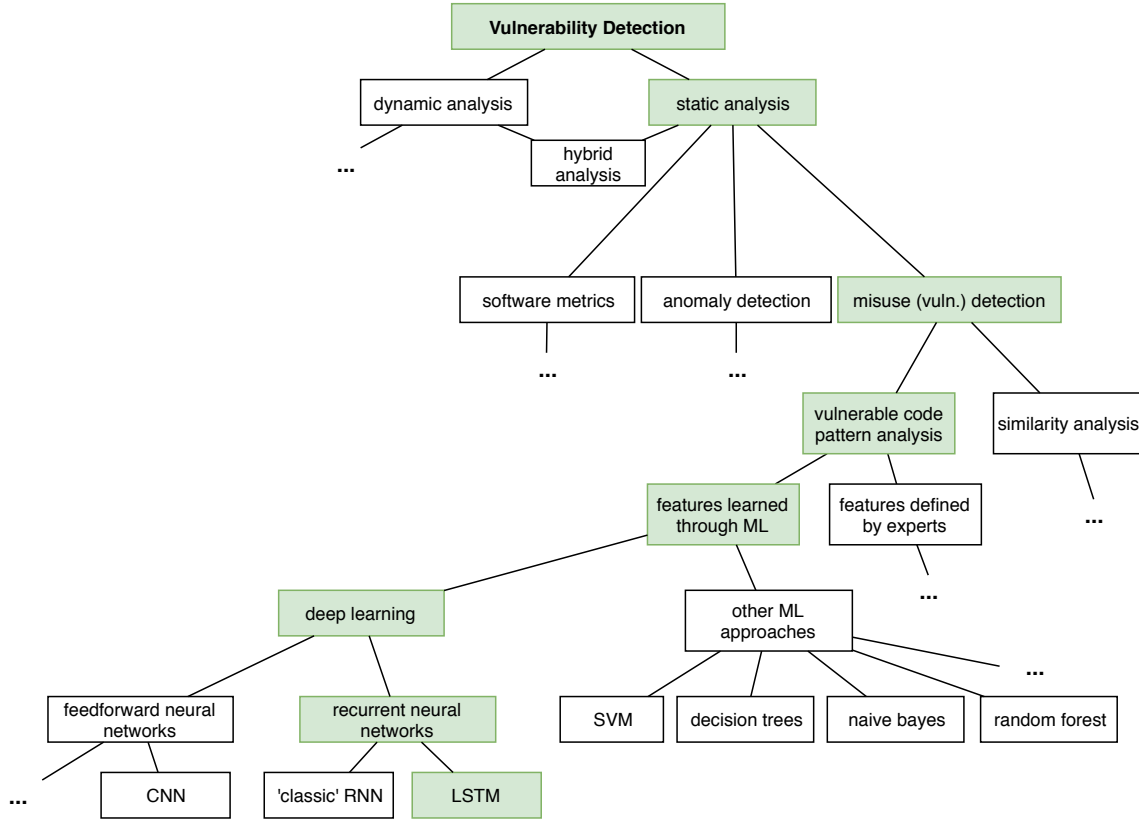 Vulnerability Detection
dynamic analysis
static analysis
...
hybrid
analysis
software metrics
anomaly detection
misuse (vuln.) detection
...
...
vulnerable code
pattern analysis
similarity analysis
features learned
through ML
features defined
by experts
...
...
deep learning
other ML
approaches
...
feedforward neural
networks
recurrent neural
networks
SVM
decision trees
naive bayes
random forest
...
CNN
'classic' RNN
LSTM